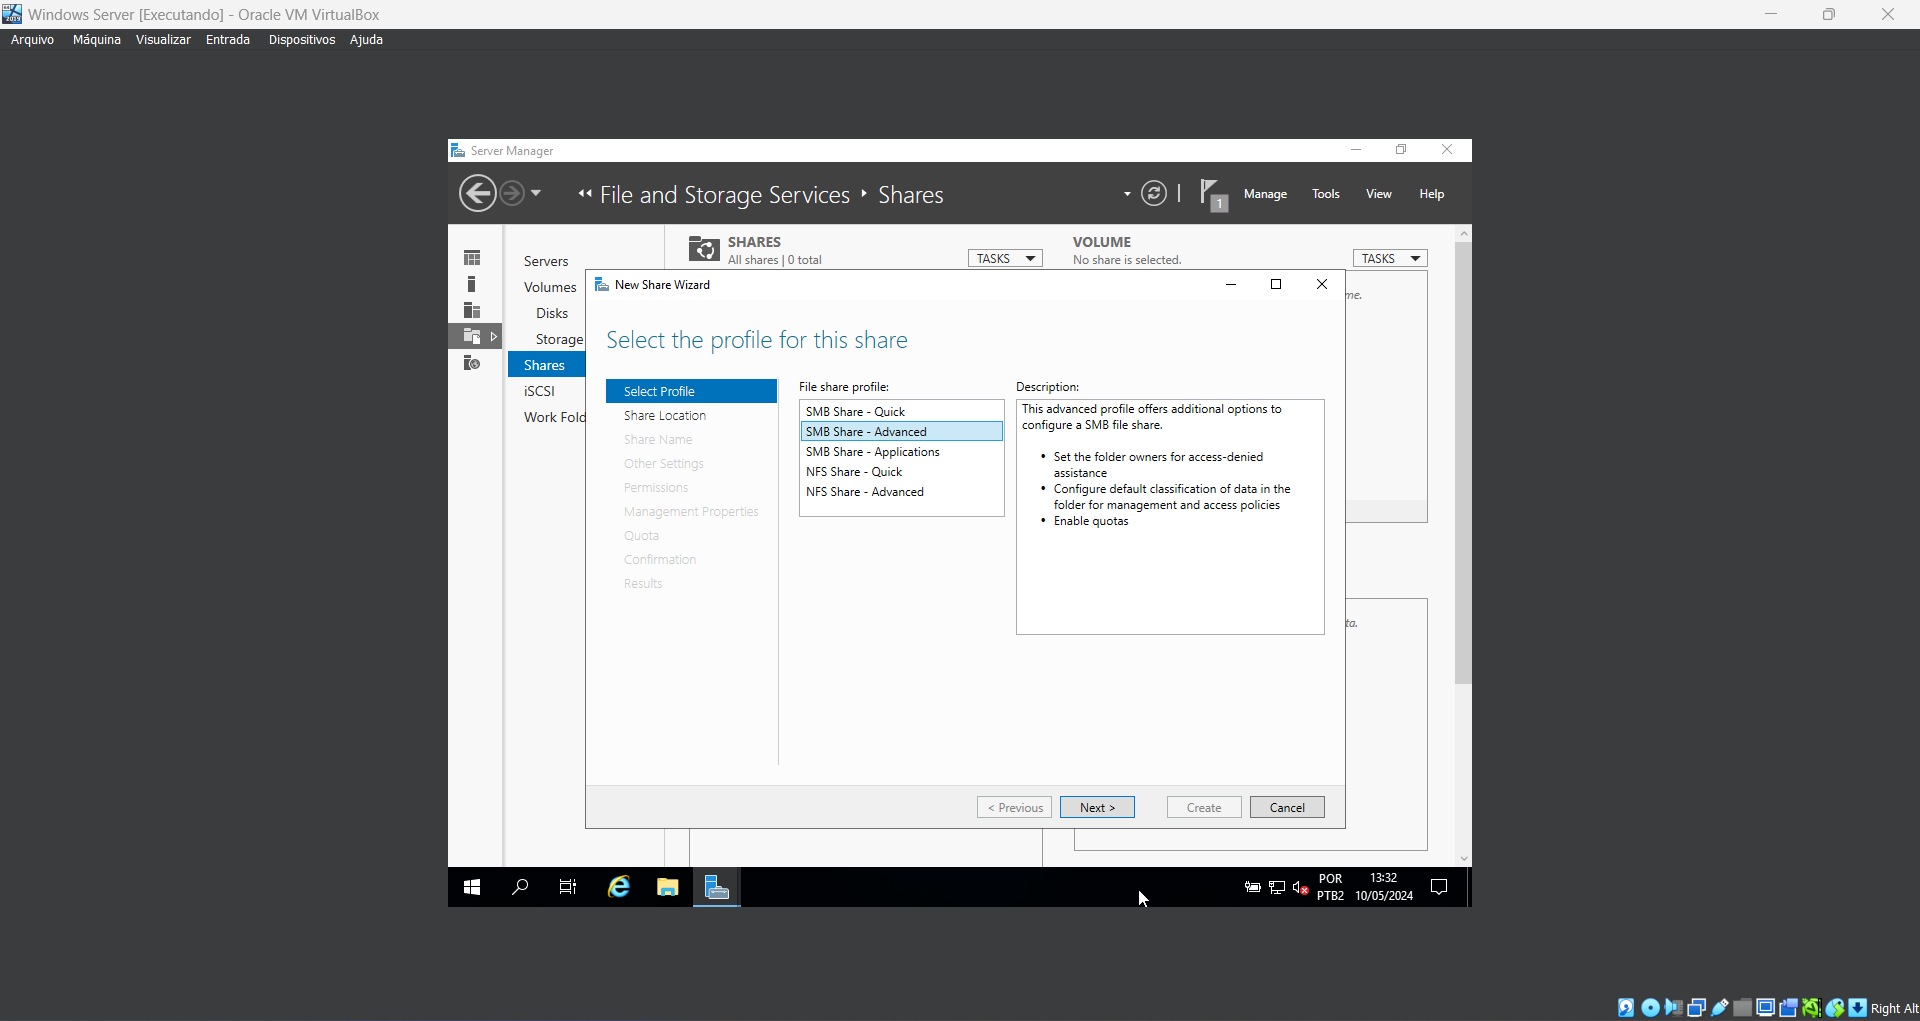 Windows Server [Executando] - Oracle VM VirtualBox
Arquivo Máquina Visualizar Entrada Dispositivos Ajuda
Server Manager
File and Storage Services Shares
1
Manage Tools View Help
SHARES
All shares | 0 total
TASKS
VOLUME
No share is selected.
TASKS
Servers
Volumes
Disks
Storage
Shares
iSCSI
Work Fold
me.
ta.
New Share Wizard
Select the profile for this share
Select Profile
Share Location
Share Name
Other Settings
Permissions
Management Properties
Quota
Confirmation
Results
File share profile:
SMB Share - Quick
SMB Share - Advanced
SMB Share - Applications
NFS Share - Quick
NFS Share - Advanced
Description:
This advanced profile offers additional options to
configure a SMB file share.
• Set the folder owners for access-denied
assistance
• Configure default classification of data in the
folder for management and access policies
• Enable quotas
< Previous
Next >
Create
Cancel
POR
PTB2
13:32
10/05/2024
Right Alt